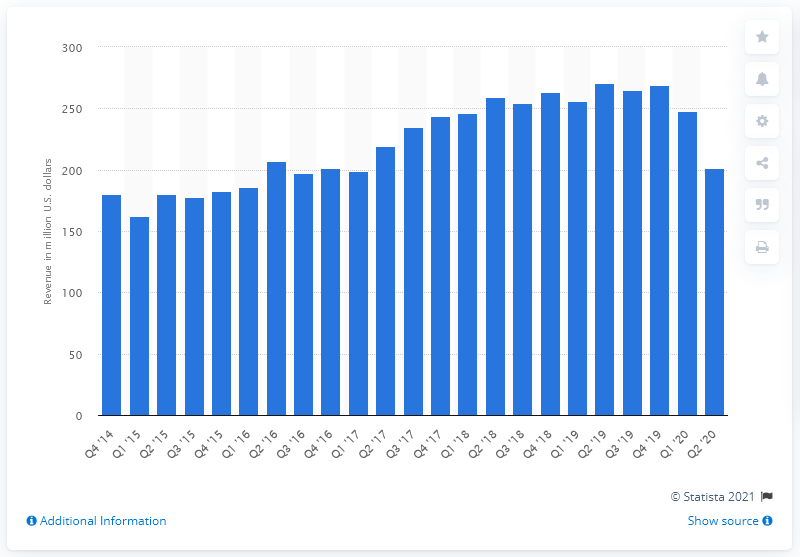 300
250
200
150
100
50
0
Revenue in million U.S. dollars
Q4 '14
Q1 '15
Q2 '15
Q3 '15
Q4 '15
Q1 '16
Q2 '16
Q3 '16
Q4 '16
Q1 '17
Q2 '17
Q3 '17
Q4 '17
Q1 '18
Q2 '18
Q3 '18
Q4 '18
Q1 '19
Q2 '19
Q3 '19
Q4 '19
Q1 '20
Q2 '20
© Statista 2021
Additional Information
Show source